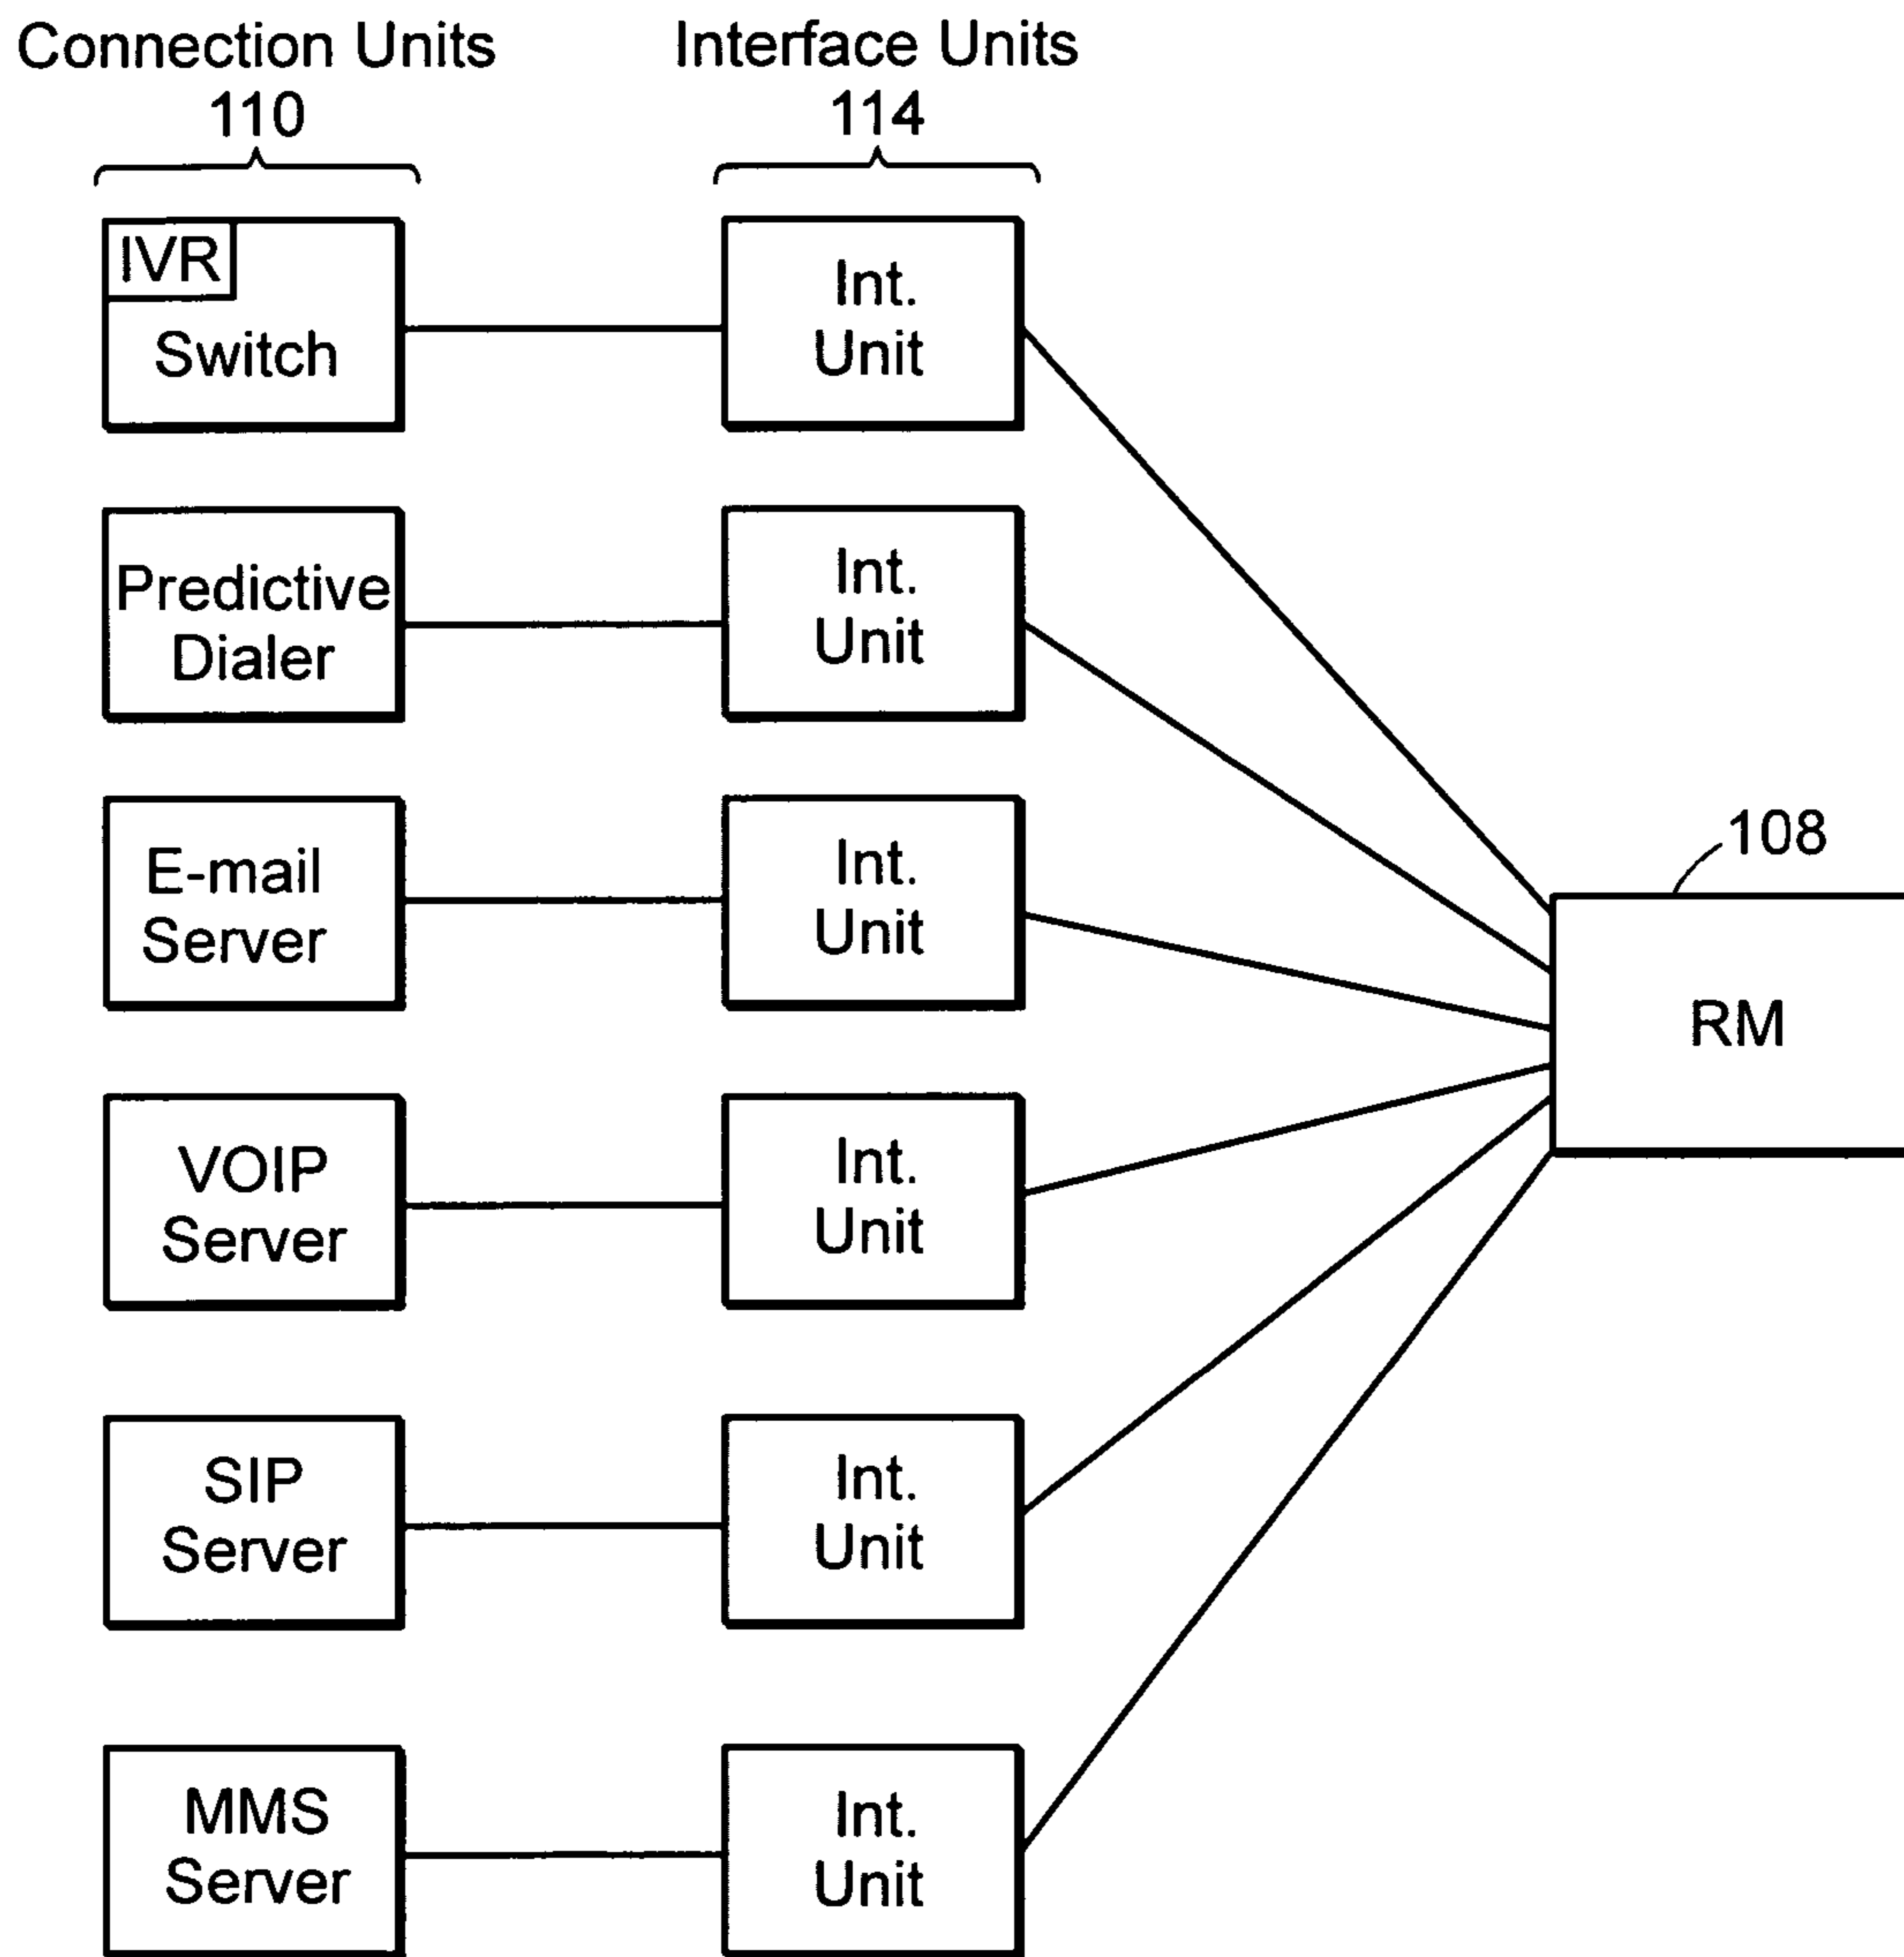 Connection Units
110
Interface Units
114
IVR
Switch
Int.
Unit
Predictive
Dialer
Int.
Unit
E-mail
Server
Int.
Unit
108
RM
VOIP
Server
Int.
Unit
SIP
Server
Int.
Unit
MMS
Server
Int.
Unit